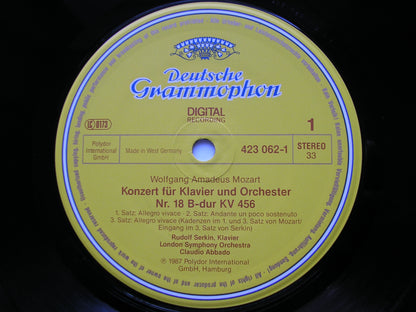 Deutsche
Grammophon
DIGITAL
RECORDING
1
LC 0173
Polydor
International
GmbH
Made in West Germany
423 062-1
STEREO
33
Wolfgang Amadeus Mozart
Konzert für Klavier und Orchester
Nr. 18 B-dur KV 456
1. Satz: Allegro vivace · 2. Satz: Andante un poco sostenuto
3. Satz: Allegro vivace (Kadenzen im 1. und 3. Satz von Mozart/
Eingang im 3. Satz von Serkin)
Rudolf Serkin, Klavier
London Symphony Orchestra
Claudio Abbado
℗ 1987 Polydor International
GmbH, Hamburg